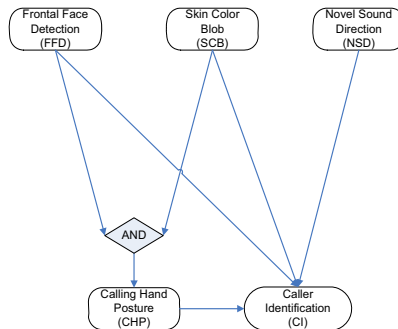 Frontal Face
Detection
(FFD)
Skin Color
Blob
(SCB)
Novel Sound
Direction
(NSD)
AND
Calling Hand
Posture
(CHP)
Caller
Identification
(CI)